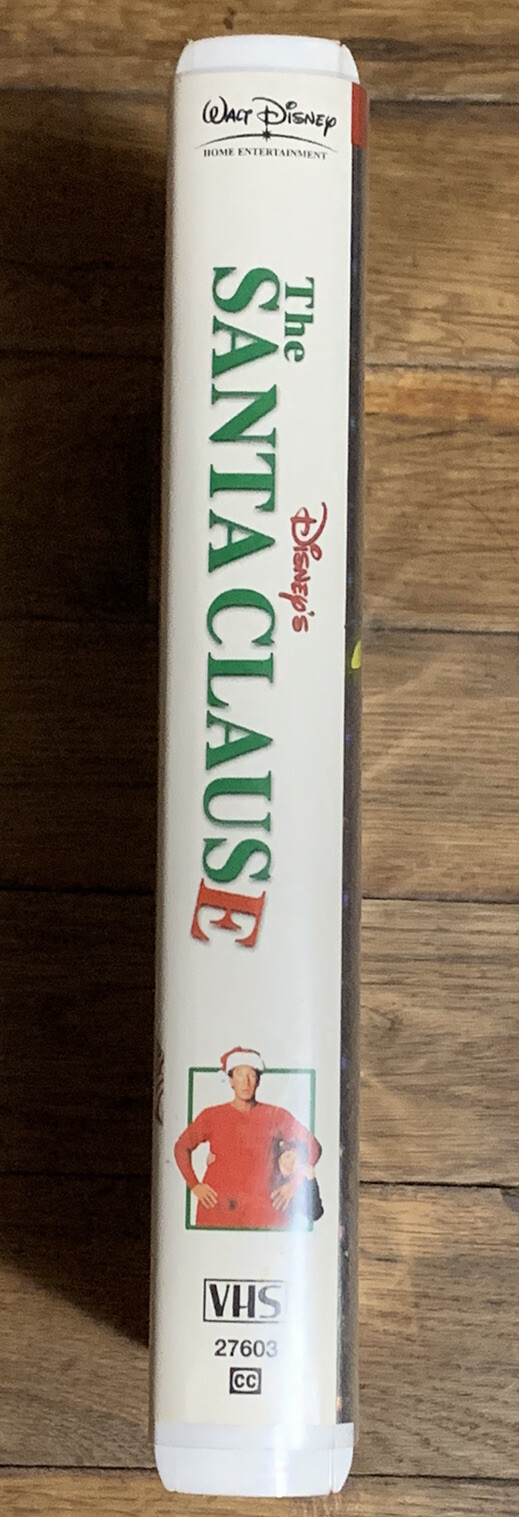 WALT DISNEY
HOME ENTERTAINMENT
Disney's
The
SANTA CLAUSE
VHS
27603
CC